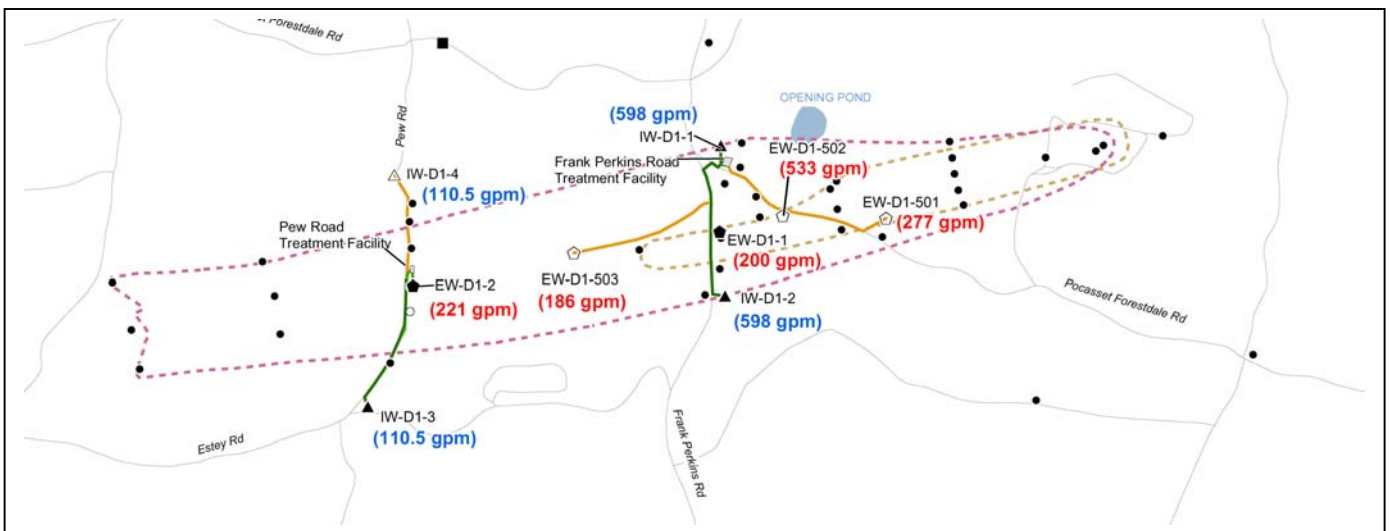 Forestdale Rd
Pew Rd
OPENING POND
(598 gpm)
IW-D1-1
EW-D1-502
(533 gpm)
Frank Perkins Road
Treatment Facility
IW-D1-4
(110.5 gpm)
EW-D1-501
(277 gpm)
Pew Road
Treatment Facility
EW-D1-1
(200 gpm)
EW-D1-503
(186 gpm)
EW-D1-2
(221 gpm)
IW-D1-2
(598 gpm)
Pocasset Forestdale Rd
IW-D1-3
(110.5 gpm)
Estey Rd
Frank Perkins Rd